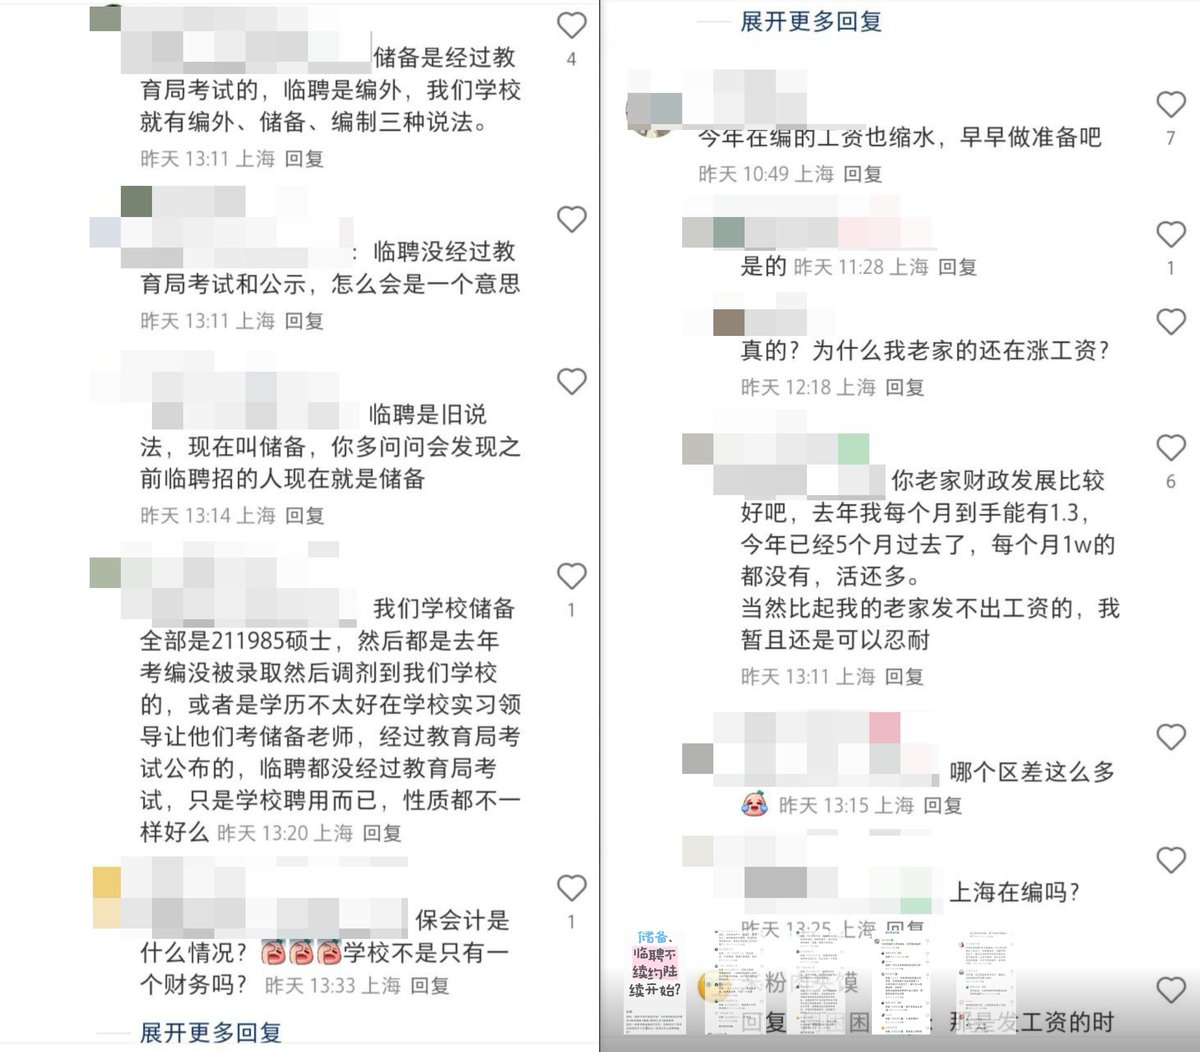 储备是经过教
育局考试的，临聘是编外，我们学校
就有编外、储备、编制三种说法。
昨天 13:11 上海 回复
4
：临聘没经过教
育局考试和公示，怎么会是一个意思
昨天 13:11 上海 回复
临聘是旧说
法，现在叫储备，你多问问会发现之
前临聘招的人现在就是储备
昨天 13:14 上海 回复
我们学校储备
全部是211985硕士，然后都是去年
考编没被录取然后调剂到我们学校
的，或者是学历不太好在学校实习领
导让他们考储备老师，经过教育局考
试公布的，临聘都没经过教育局考
试，只是学校聘用而已，性质都不一
样好么 昨天 13:20 上海 回复
1
保会计是
什么情况？学校不是只有一
个财务吗？ 昨天 13:33 上海 回复
1
展开更多回复
展开更多回复
今年在编的工资也缩水，早早做准备吧
昨天 10:49 上海 回复
7
是的 昨天 11:28 上海 回复
1
真的？为什么我老家的还在涨工资？
昨天 12:18 上海 回复
你老家财政发展比较
好吧，去年我每个月到手能有1.3，
今年已经5个月过去了，每个月1w的
都没有，活还多。
当然比起我的老家发不出工资的，我
暂且还是可以忍耐
昨天 13:11 上海 回复
6
哪个区差这么多
昨天 13:15 上海 回复
上海在编吗？
昨天 13:25 上海 回复
储备、
临聘不
续约陆
续开始?
粉
馍
回复
困
：那是发工资的时